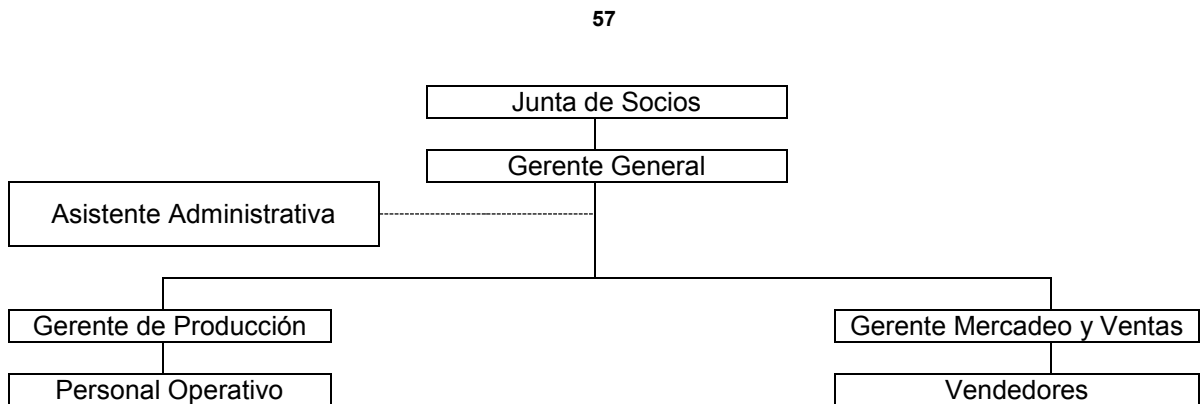 57
Junta de Socios
Gerente General
Asistente Administrativa
Gerente de Producción
Gerente Mercadeo y Ventas
Personal Operativo
Vendedores